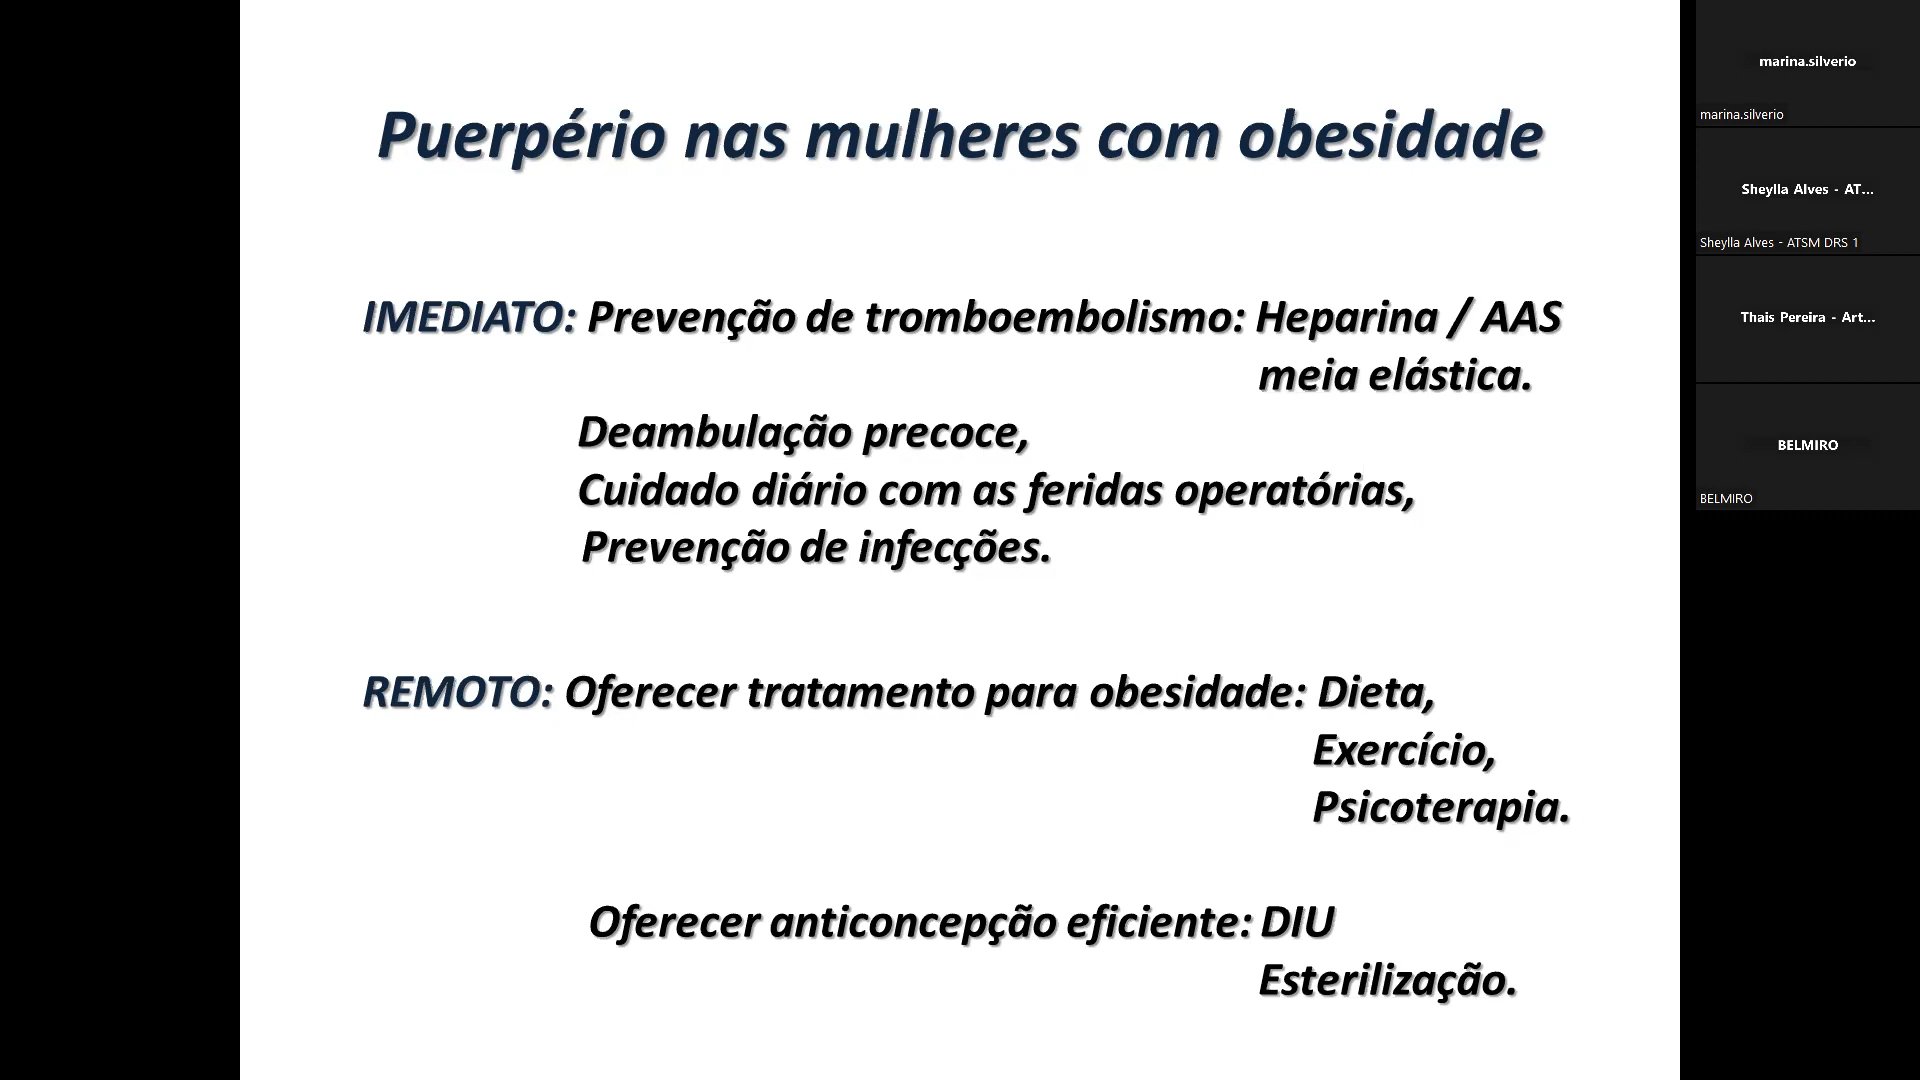 Puerpério nas mulheres com obesidade
IMEDIATO: Prevenção de tromboembolismo: Heparina / AAS
meia elástica.
Deambulação precoce,
Cuidado diário com as feridas operatórias,
Prevenção de infecções.
REMOTO: Oferecer tratamento para obesidade: Dieta,
Exercício,
Psicoterapia.
Oferecer anticoncepção eficiente: DIU
Esterilização.
marina.silverio
marina.silverio
Sheylla Alves - AT...
Sheylla Alves - ATSM DRS 1
Thais Pereira - Art...
BELMIRO
BELMIRO